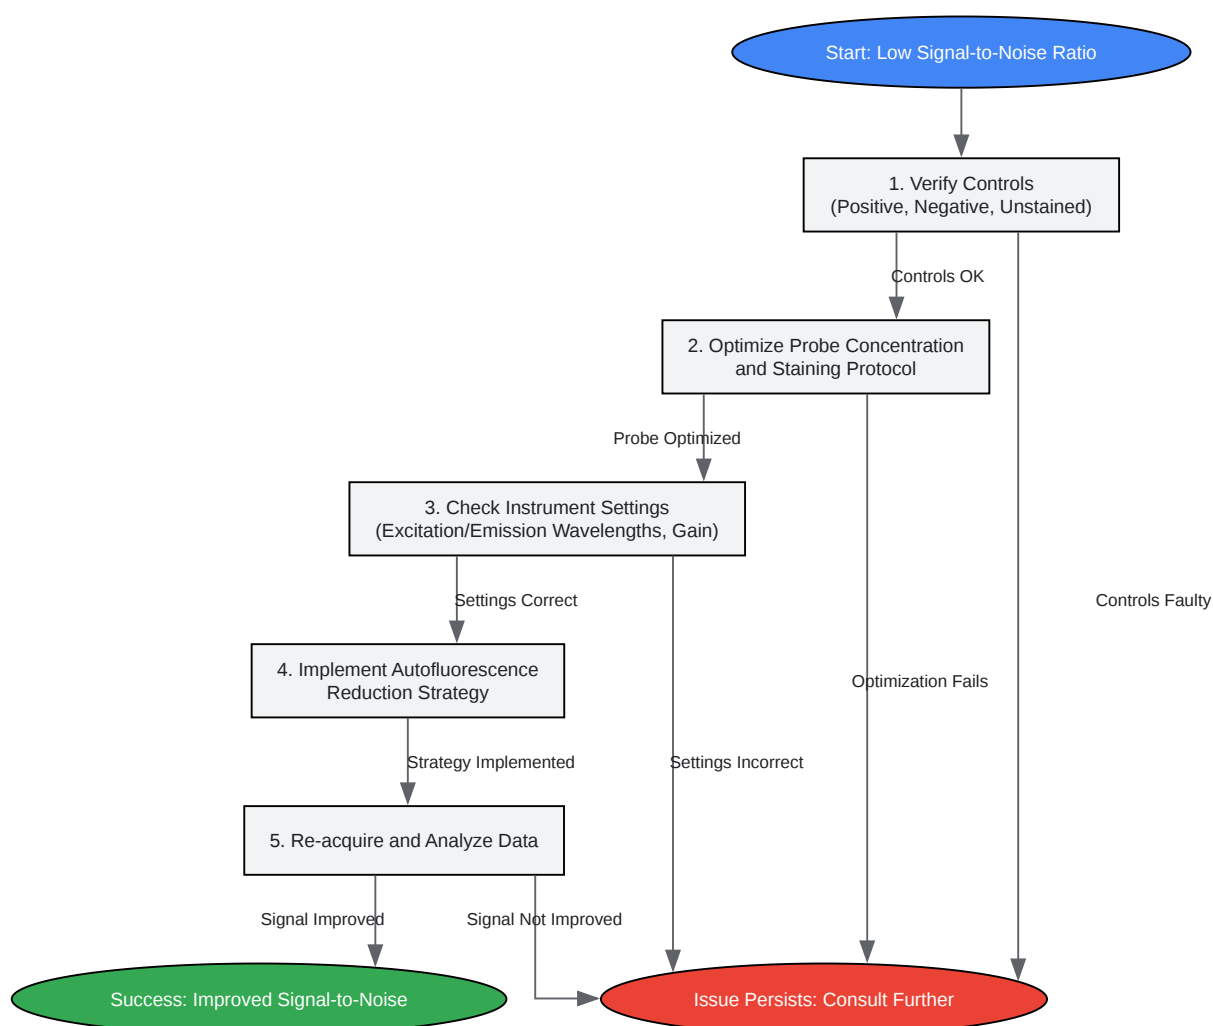 Start: Low Signal-to-Noise Ratio
1. Verify Controls
(Positive, Negative, Unstained)
Controls OK
2. Optimize Probe Concentration
and Staining Protocol
Probe Optimized
3. Check Instrument Settings
(Excitation/Emission Wavelengths, Gain)
Settings Correct
Controls Faulty
4. Implement Autofluorescence
Reduction Strategy
Optimization Fails
Strategy Implemented
Settings Incorrect
5. Re-acquire and Analyze Data
Signal Improved
Signal Not Improved
Success: Improved Signal-to-Noise
Issue Persists: Consult Further